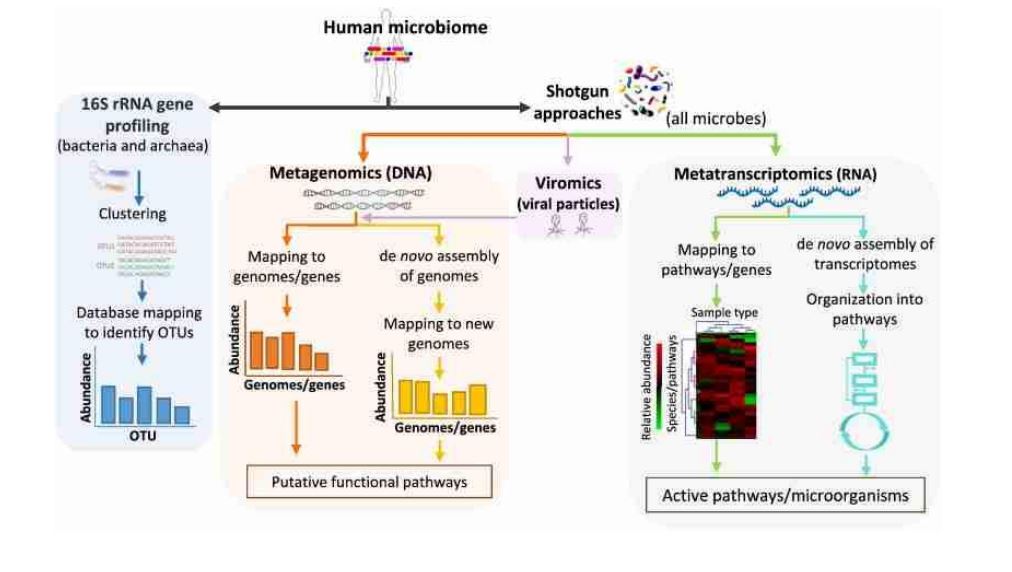 Human microbiome
16S rRNA gene
profiling
(bacteria and archaea)
Clustering
OTU1
OTU2
Database mapping
to identify OTUs
Abundance
OTU
Shotgun
approaches
(all microbes)
Metagenomics (DNA)
Mapping to
genomes/genes
Abundance
Genomes/genes
de novo assembly
of genomes
Mapping to new
genomes
Abundance
Genomes/genes
Putative functional pathways
Viromics
(viral particles)
Metatranscriptomics (RNA)
Mapping to
pathways/genes
Sample type
Relative abundance
Species/pathways
de novo assembly of
transcriptomes
Organization into
pathways
Active pathways/microorganisms